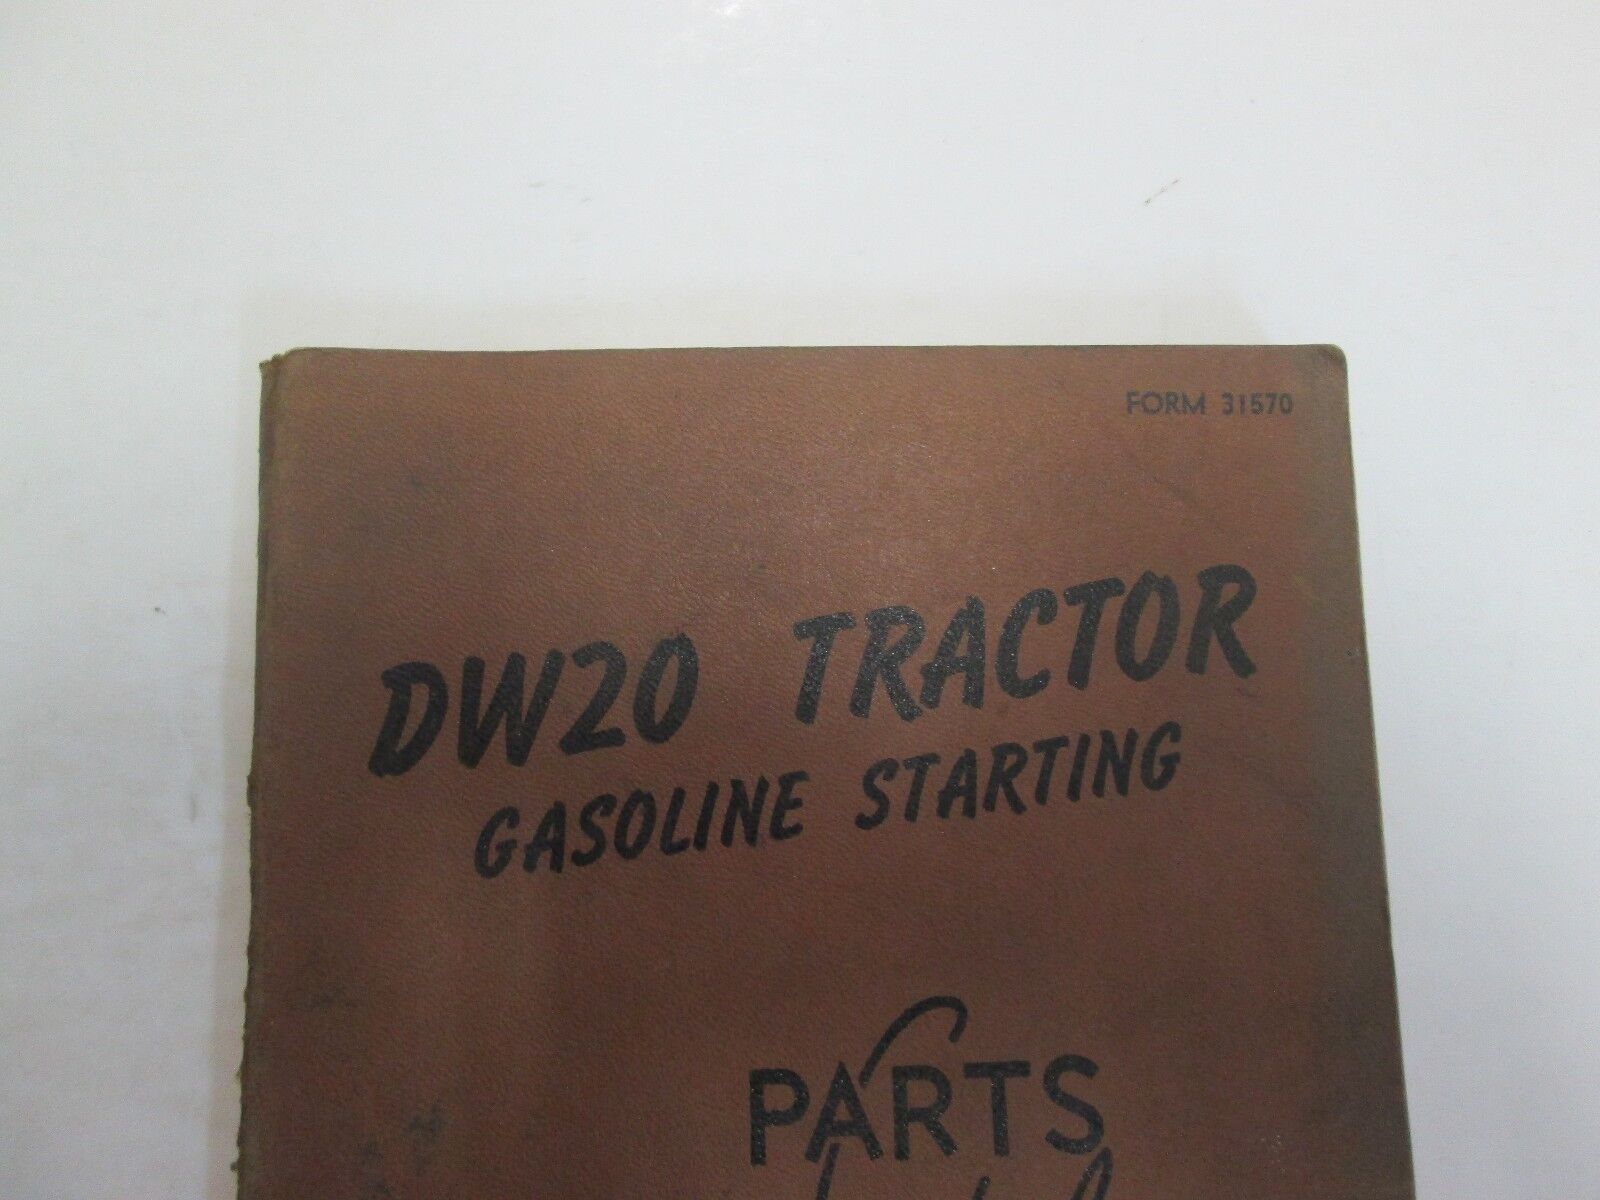 FORM 31570
DW20 TRACTOR
GASOLINE STARTING
PARTS